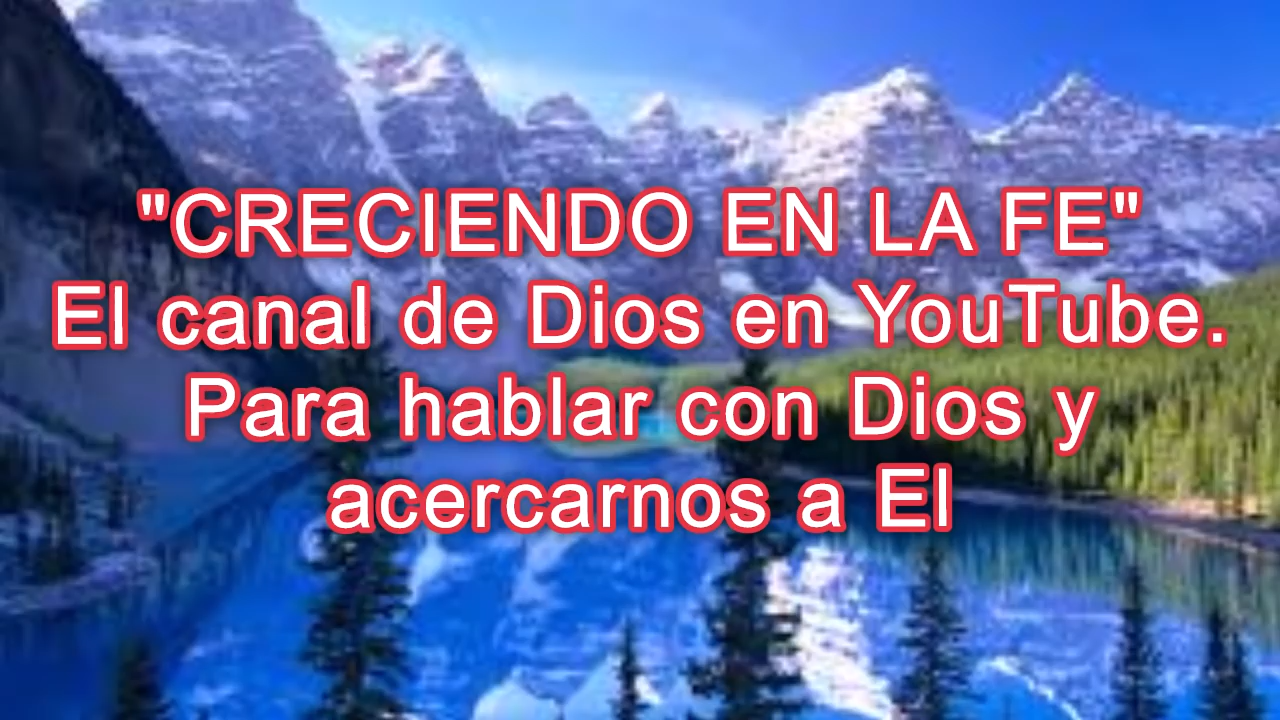 "CRECIENDO EN LA FE"
El canal de Dios en YouTube.
Para hablar con Dios y
acercarnos a El